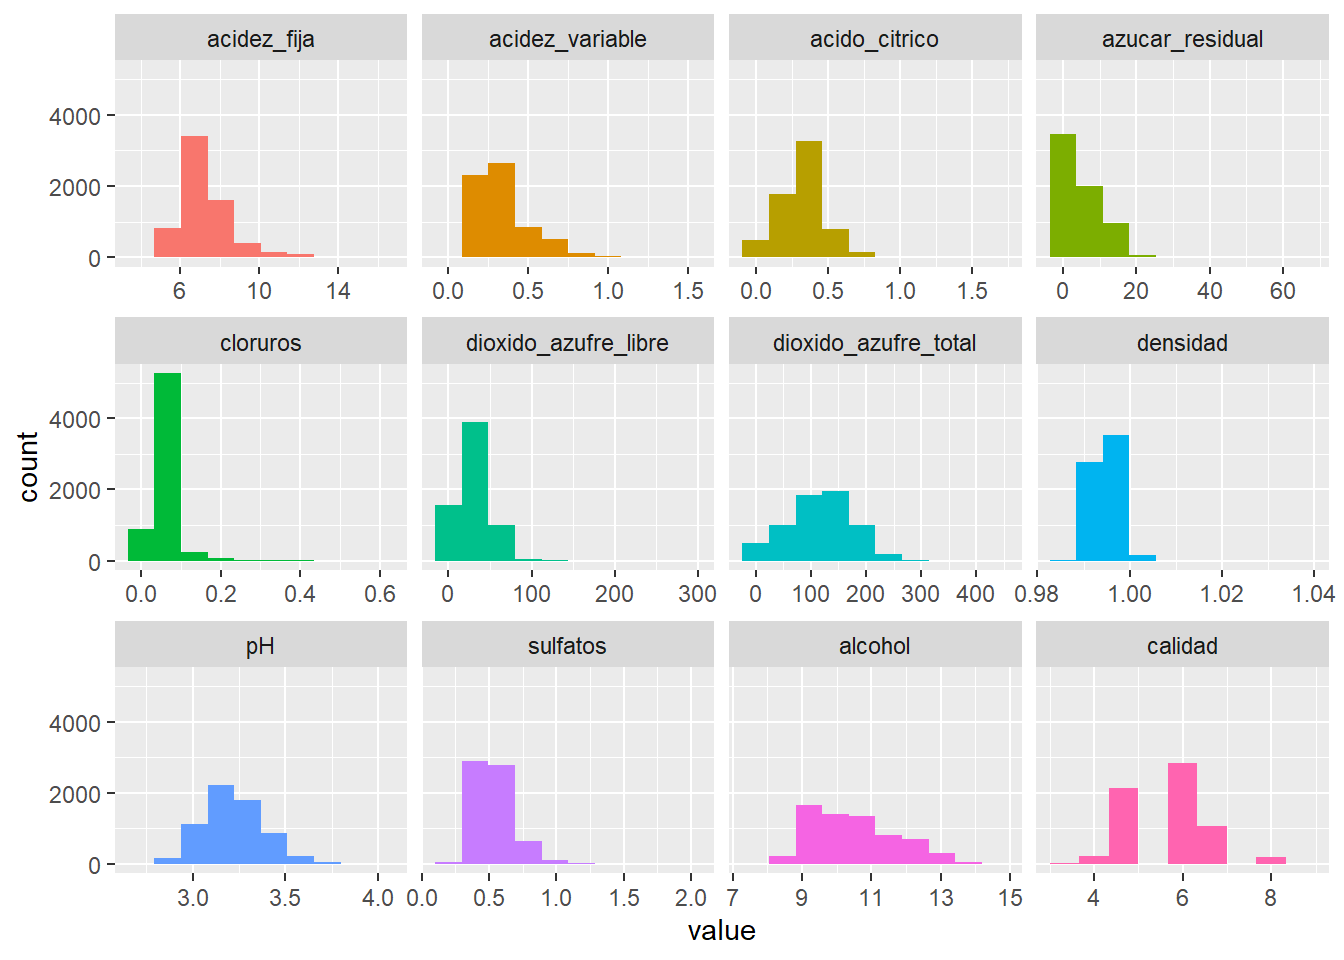 acidez_fija acidez_variable acido_citrico azucar_residual
4000
2000
0
6 10 14 0.0 0.5 1.0 1.5 0.0 0.5 1.0 1.5 0 20 40 60
cloruros dioxido_azufre_libre dioxido_azufre_total densidad
4000
2000
0
0.0 0.2 0.4 0.6 0 100 200 300 0 100 200 300 400 0.98 1.00 1.02 1.04
count
pH sulfatos alcohol calidad
4000
2000
0
3.0 3.5 4.0 0.0 0.5 1.0 1.5 2.0 7 9 11 13 15 4 6 8
value